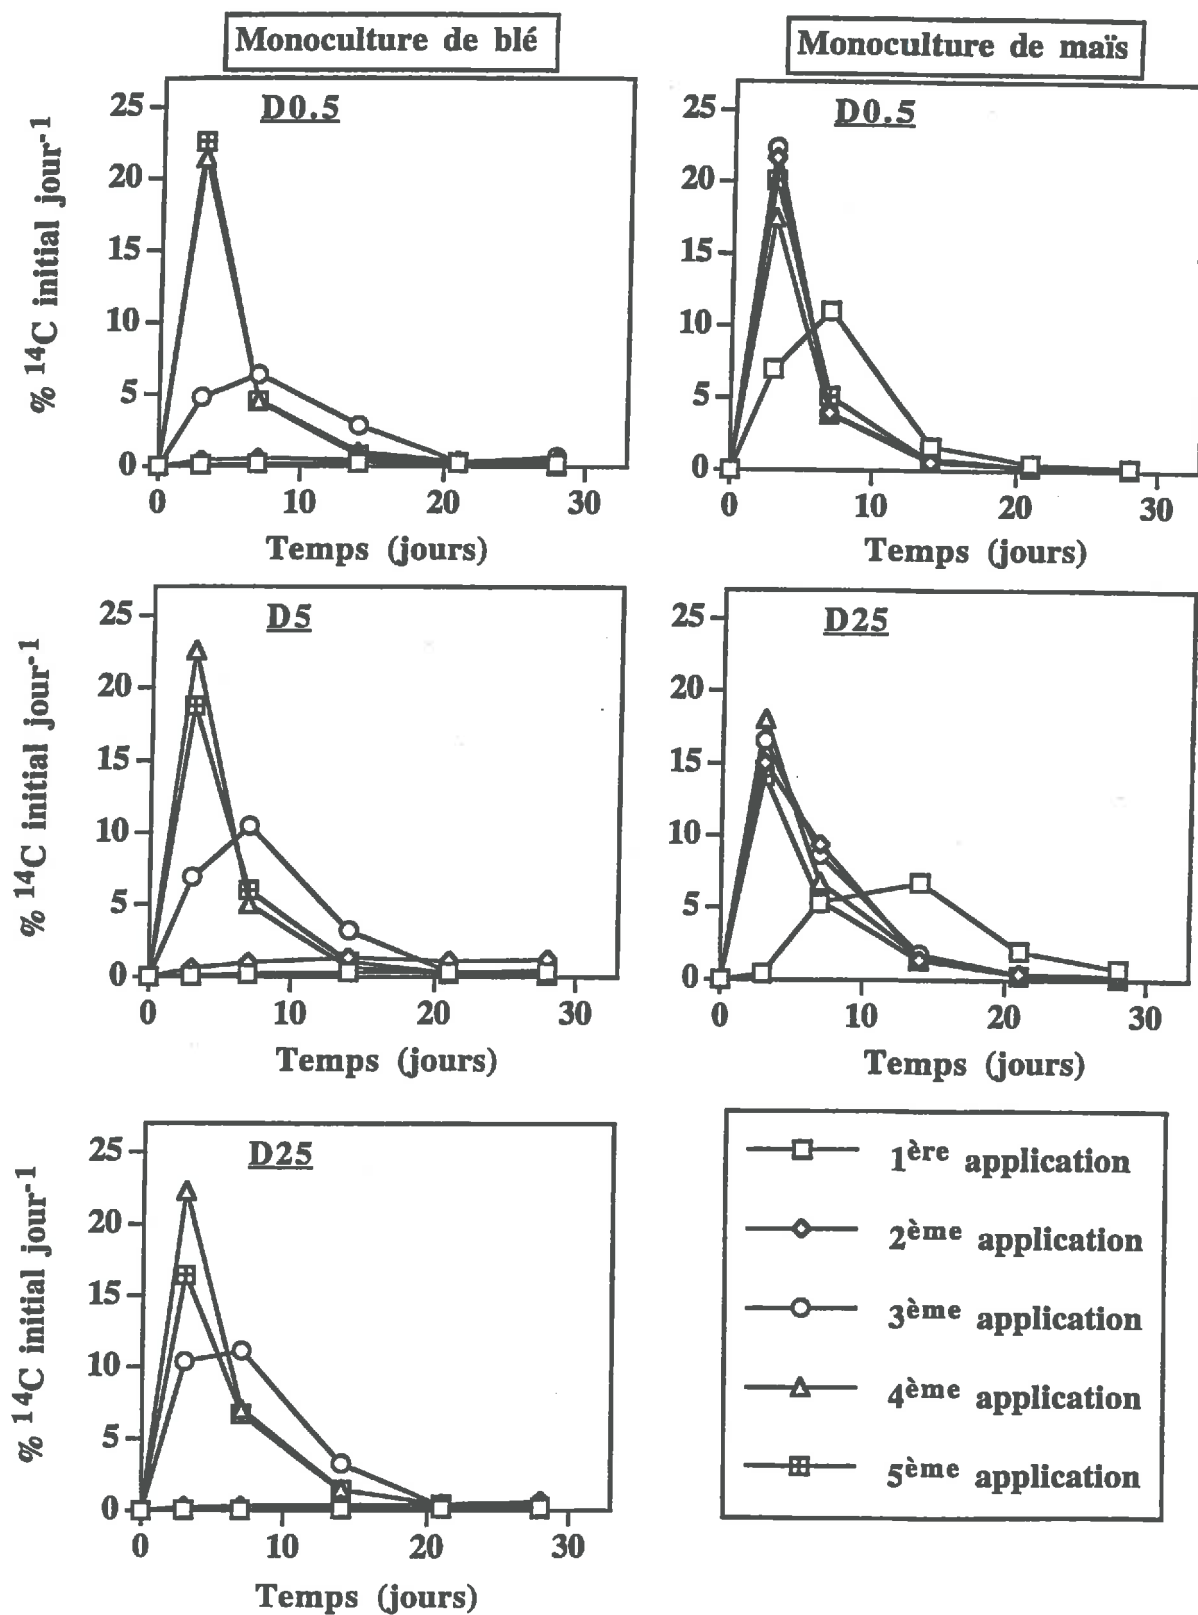 Monoculture de blé
Monoculture de maïs
D0.5
% ¹⁴C initial jour⁻¹
25
20
15
10
5
0
0 10 20 30
Temps (jours)
D0.5
25
20
15
10
5
0
0 10 20 30
Temps (jours)
D5
% ¹⁴C initial jour⁻¹
25
20
15
10
5
0
0 10 20 30
Temps (jours)
D25
25
20
15
10
5
0
0 10 20 30
Temps (jours)
D25
% ¹⁴C initial jour⁻¹
25
20
15
10
5
0
0 10 20 30
Temps (jours)
1ère application
2ème application
3ème application
4ème application
5ème application